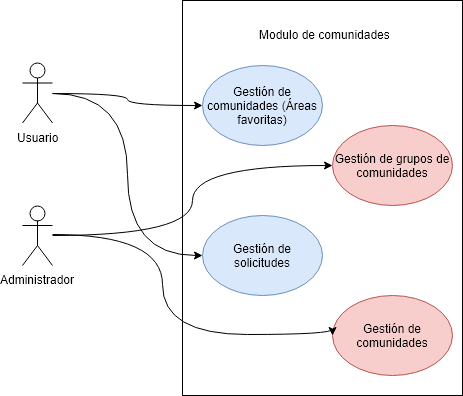 Modulo de comunidades
Gestión de
comunidades (Áreas
favoritas)
Usuario
Gestión de grupos de
comunidades
Gestión de
solicitudes
Administrador
Gestión de
comunidades